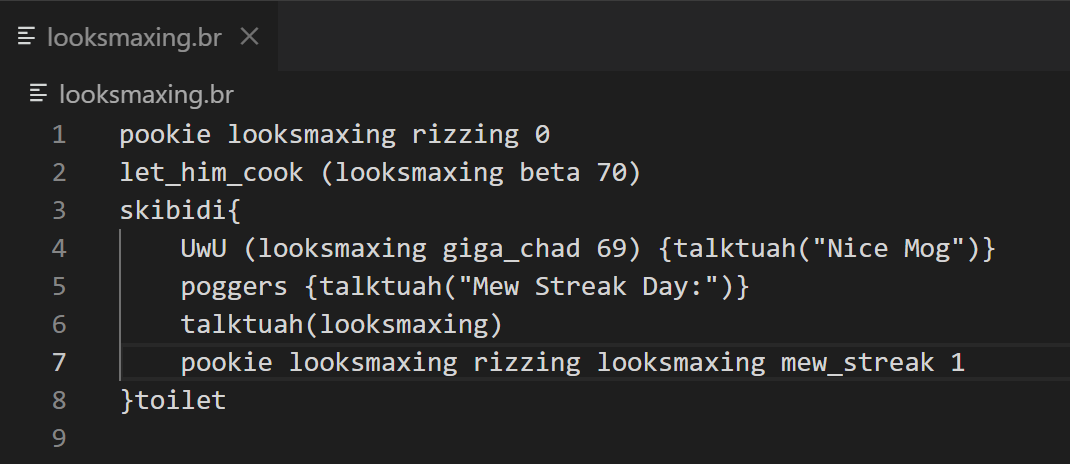 looksmaxing.br
looksmaxing.br
1 pookie looksmaxing rizzing 0
2 let_him_cook (looksmaxing beta 70)
3 skibidi{
4 UwU (looksmaxing giga_chad 69) {talktuah("Nice Mog")}
5 poggers {talktuah("Mew Streak Day:")}
6 talktuah(looksmaxing)
7 pookie looksmaxing rizzing looksmaxing mew_streak 1
8 }toilet
9